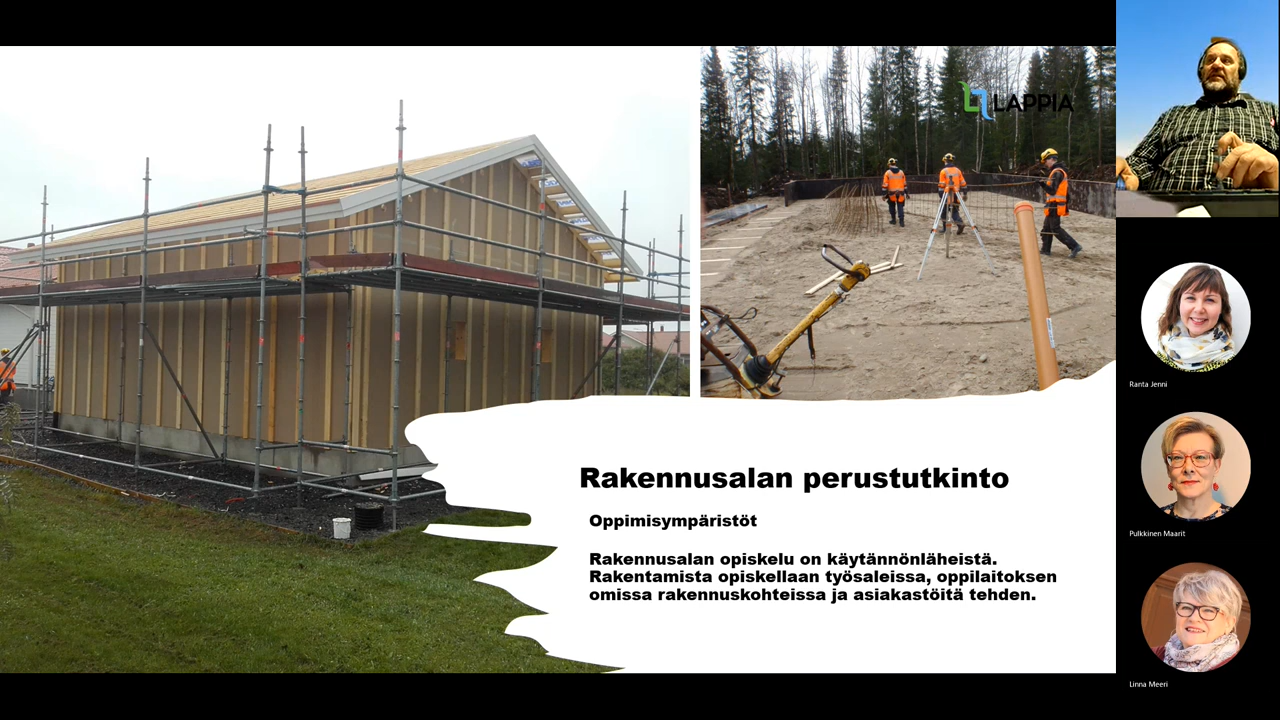 LAPPIA
Rakennusalan perustutkinto
Oppimisympäristöt
Rakennusalan opiskelu on käytännönläheistä.
Rakentamista opiskellaan työsaleissa, oppilaitoksen
omissa rakennuskohteissa ja asiakastöitä tehden.
Ranta Jenni
Pulkkinen Maarit
Linna Meeri